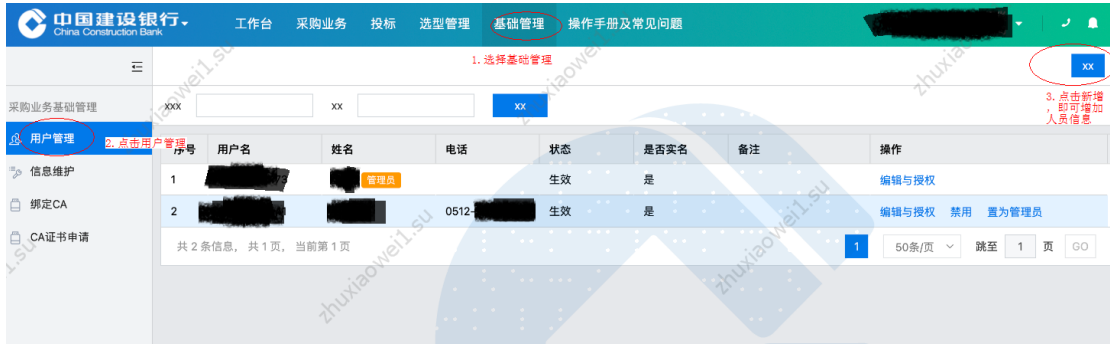 中国建设银行
China Construction Bank
工作台 采购业务 投标 选型管理 基础管理 操作手册及常见问题
1. 选择基础管理
xx
采购业务基础管理
xxx xx xx
3. 点击新增
，即可增加
人员信息
用户管理
2. 点击用户管理
序号 用户名 姓名 电话 状态 是否实名 备注 操作
信息维护
1 管理员 生效 是 编辑与授权
绑定CA
2 0512- 生效 是 编辑与授权 禁用 置为管理员
CA证书申请
共 2 条信息， 共 1 页， 当前第 1 页 1 50条/页 跳至 1 页 GO
zhuxiaowei1.su
zhuxiaowei1.su